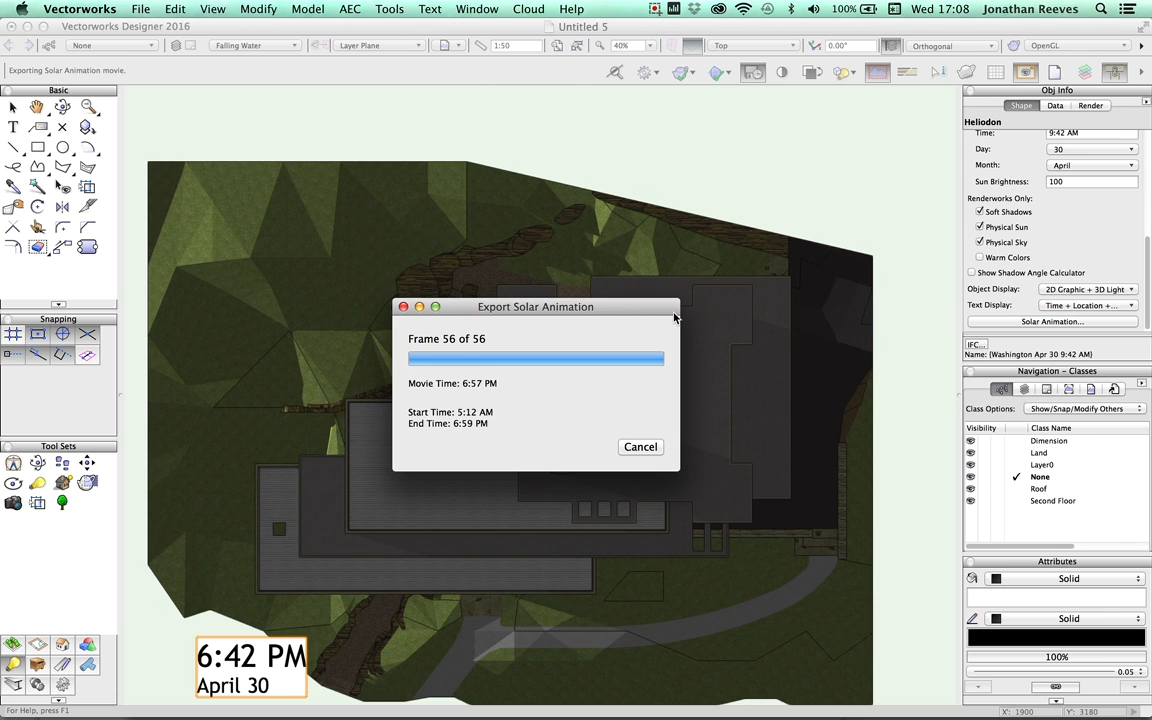 Vectorworks File Edit View Modify Model AEC Tools Text Window Cloud Help 100% Wed 17:08 Jonathan Reeves
Vectorworks Designer 2016
Untitled 5
None Falling Water Layer Plane 1:50 40% Top 0.00° Orthogonal OpenGL
Exporting Solar Animation movie.
Basic
Snapping
Tool Sets
Export Solar Animation
Frame 56 of 56
Movie Time: 6:57 PM
Start Time: 5:12 AM
End Time: 6:59 PM
Cancel
6:42 PM
April 30
Obj Info
Shape Data Render
Heliodon
Time: 9:42 AM
Day: 30
Month: April
Sun Brightness: 100
Renderworks Only:
Soft Shadows
Physical Sun
Physical Sky
Warm Colors
Show Shadow Angle Calculator
Object Display: 2D Graphic + 3D Light
Text Display: Time + Location +...
Solar Animation...
IFC...
Name: (Washington Apr 30 9:42 AM)
Navigation - Classes
Class Options: Show/Snap/Modify Others
Visibility Class Name
Dimension
Land
Layer0
None
Roof
Second Floor
Attributes
Solid
Solid
100%
0.05
For Help, press F1
X: 1900 Y: 3180